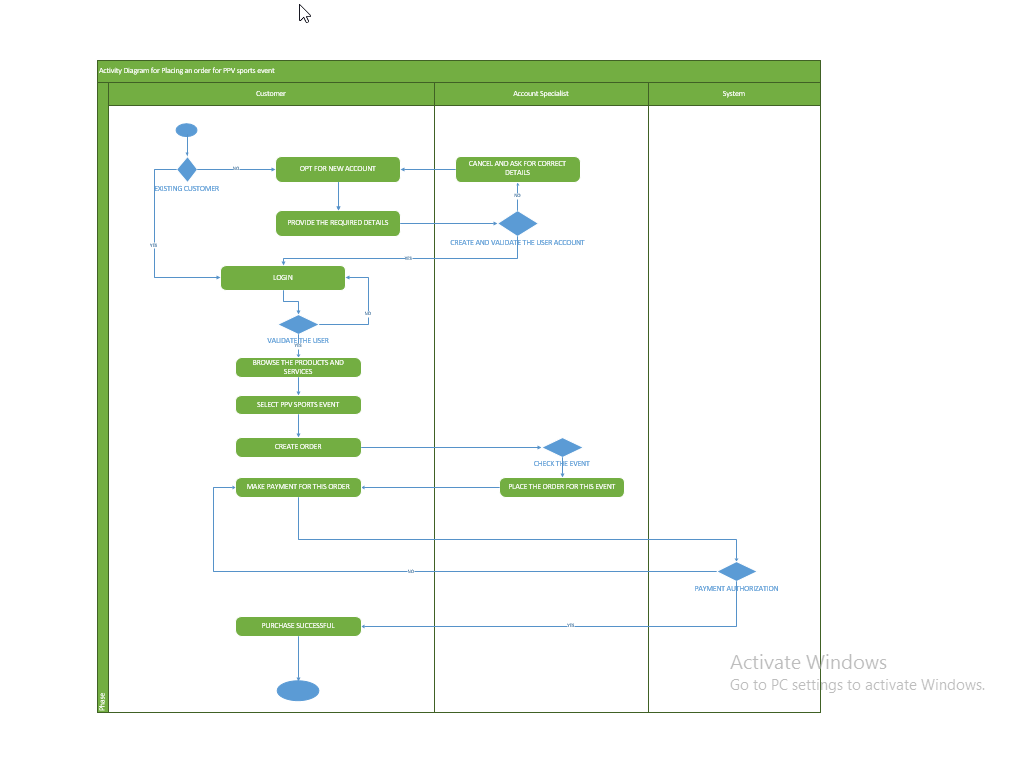 Activity Diagram for Placing an order for PPV sports event
Customer
Account Specialist
System
NO
OPT FOR NEW ACCOUNT
CANCEL AND ASK FOR CORRECT
DETAILS
EXISTING CUSTOMER
NO
PROVIDE THE REQUIRED DETAILS
CREATE AND VALIDATE THE USER ACCOUNT
YES
YES
LOGIN
NO
VALIDATE THE USER
YES
BROWSE THE PRODUCTS AND
SERVICES
SELECT PPV SPORTS EVENT
CREATE ORDER
CHECK THE EVENT
MAKE PAYMENT FOR THIS ORDER
PLACE THE ORDER FOR THIS EVENT
NO
PAYMENT AUTHORIZATION
PURCHASE SUCCESSFUL
YES
Activate Windows
Go to PC settings to activate Windows.
Phase